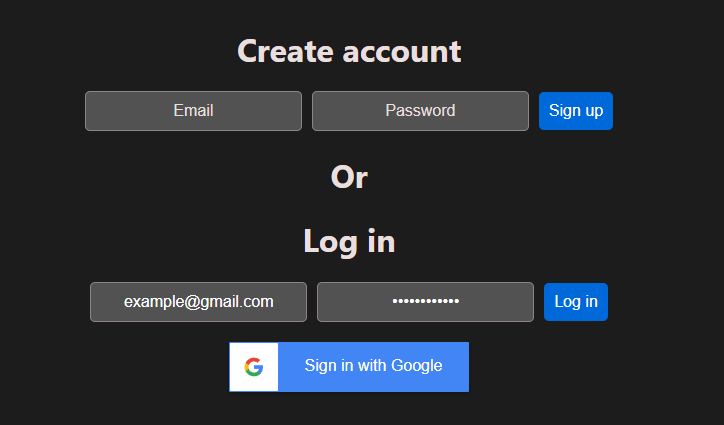 Create account
Email Password Sign up
Or
Log in
example@gmail.com •••••••••••• Log in
G Sign in with Google